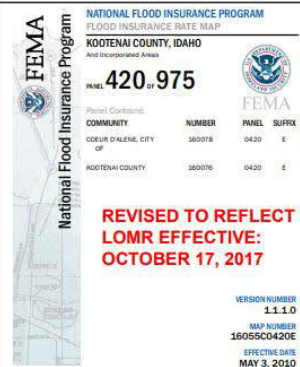 FEMA
National Flood Insurance Program
NATIONAL FLOOD INSURANCE PROGRAM
FLOOD INSURANCE RATE MAP
KOOTENAI COUNTY, IDAHO
And Incorporated Areas
PANEL 420 OF 975
FEMA
Panel Contains:
COMMUNITY NUMBER PANEL SUFFIX
COEUR D'ALENE, CITY OF 160078 0420 E
KOOTENAI COUNTY 160076 0420 E
REVISED TO REFLECT
LOMR EFFECTIVE:
OCTOBER 17, 2017
VERSION NUMBER
1.1.1.0
MAP NUMBER
16055C0420E
EFFECTIVE DATE
MAY 3, 2010